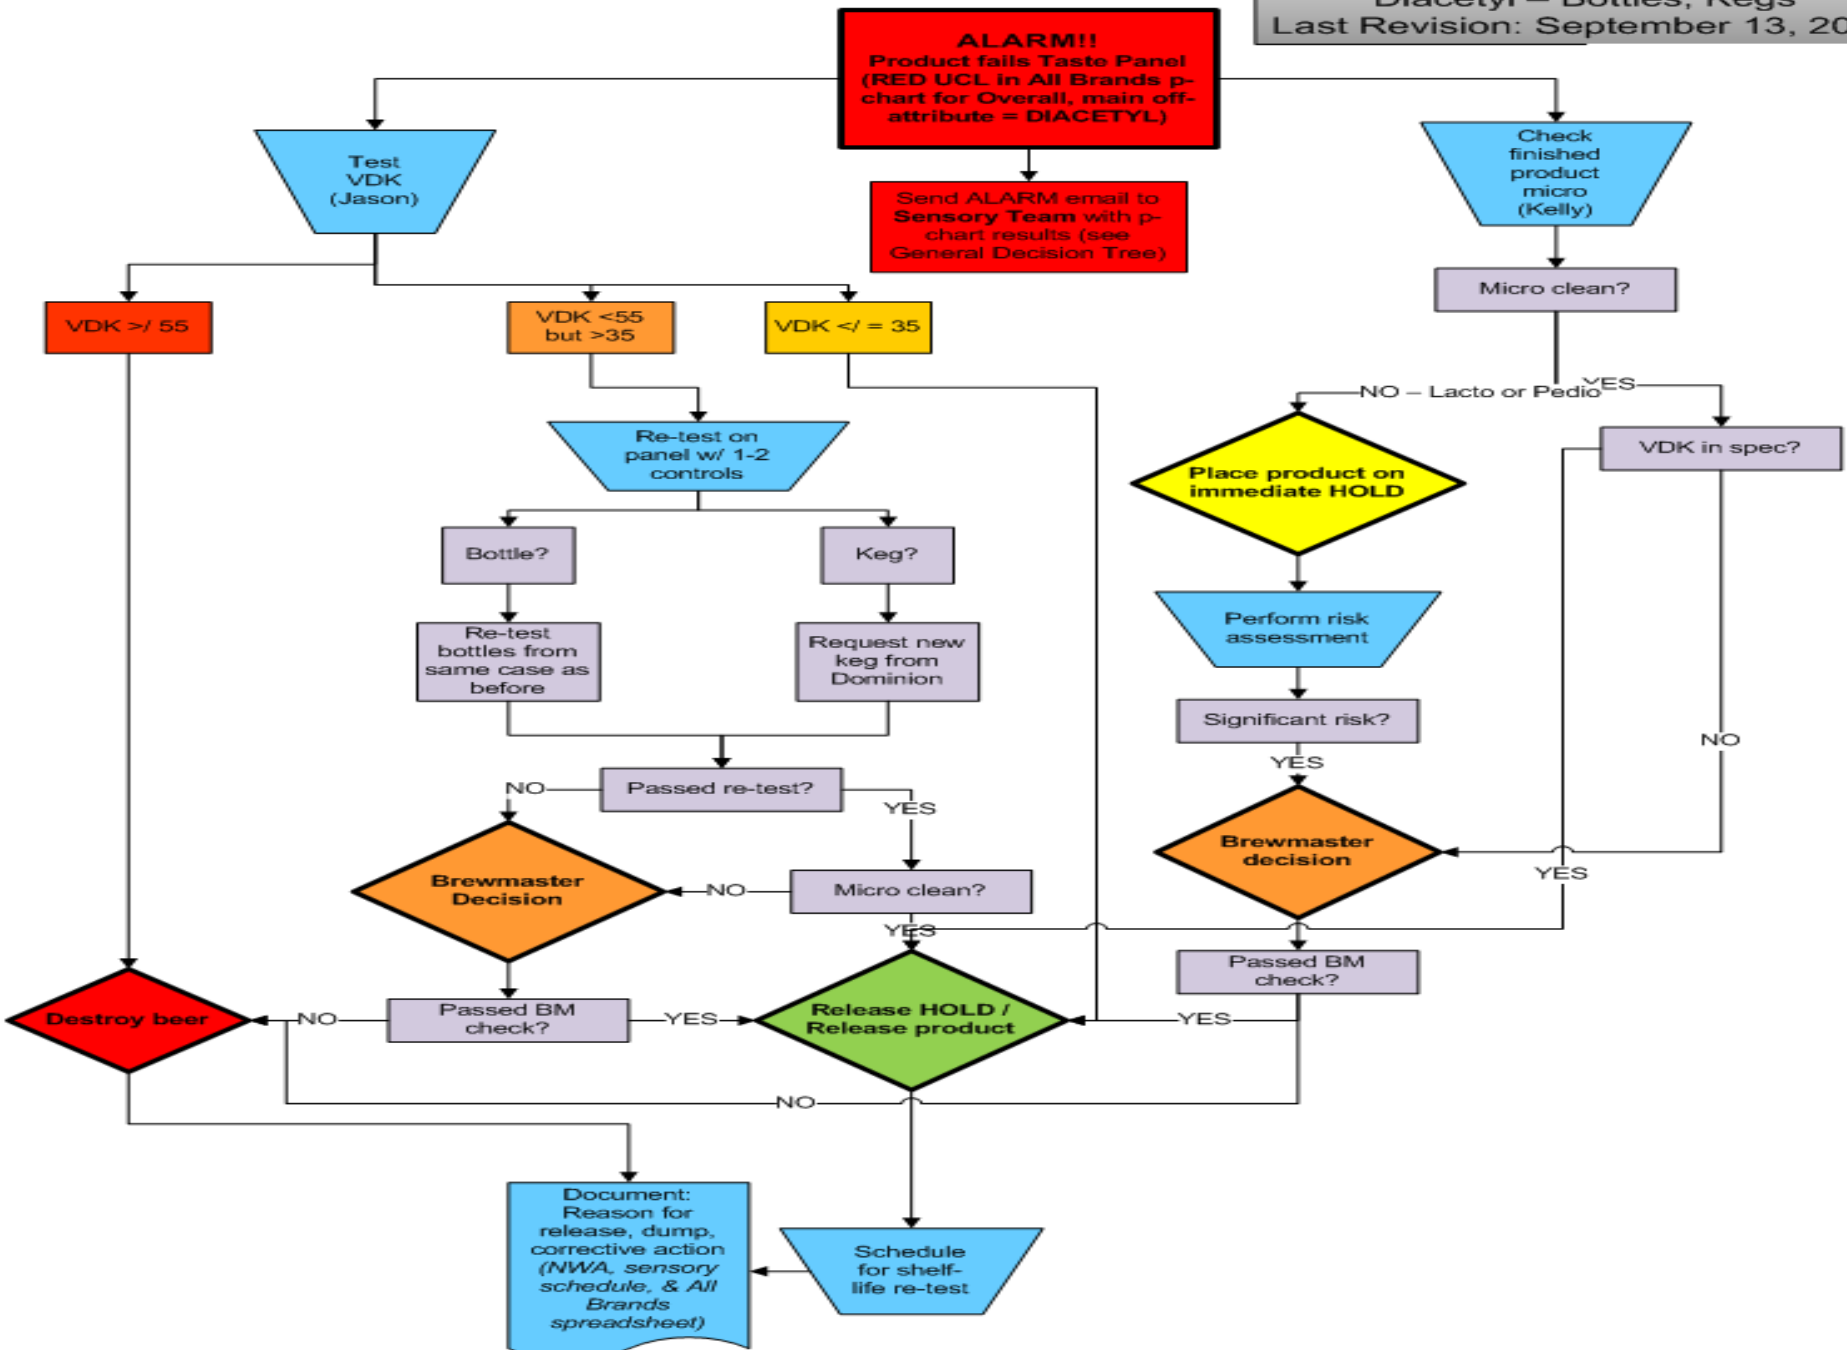 Diacetyl – Bottles, Kegs
Last Revision: September 13, 20
ALARM!!
Product fails Taste Panel
(RED UCL in All Brands p-
chart for Overall, main off-
attribute = DIACETYL)
Test
VDK
(Jason)
Check
finished
product
micro
(Kelly)
Send ALARM email to
Sensory Team with p-
chart results (see
General Decision Tree)
Micro clean?
VDK >/ 55
VDK <55
but >35
VDK </ = 35
NO – Lacto or Pedio
YES
Re-test on
panel w/ 1-2
controls
VDK in spec?
Place product on
immediate HOLD
Bottle?
Keg?
Perform risk
assessment
Re-test
bottles from
same case as
before
Request new
keg from
Dominion
Significant risk?
NO
YES
Passed re-test?
NO
YES
Brewmaster
decision
YES
Brewmaster
Decision
NO
Micro clean?
YES
Passed BM
check?
Destroy beer
NO
Passed BM
check?
YES
Release HOLD /
Release product
YES
NO
Document:
Reason for
release, dump,
corrective action
(NWA, sensory
schedule, & All
Brands
spreadsheet)
Schedule
for shelf-
life re-test